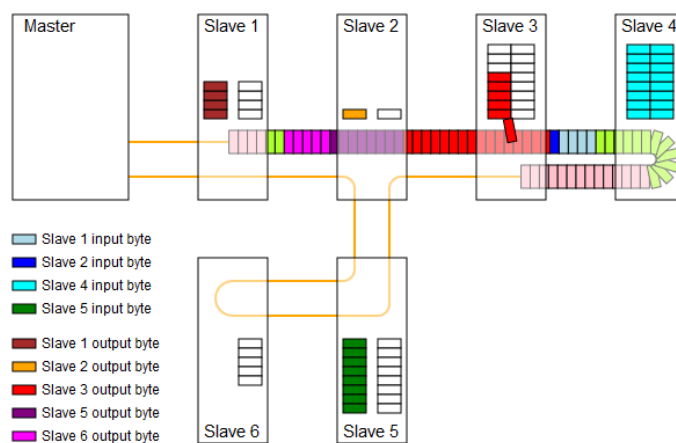 Master
Slave 1
Slave 2
Slave 3
Slave 4
Slave 1 input byte
Slave 2 input byte
Slave 4 input byte
Slave 5 input byte
Slave 1 output byte
Slave 2 output byte
Slave 3 output byte
Slave 5 output byte
Slave 6 output byte
Slave 6
Slave 5